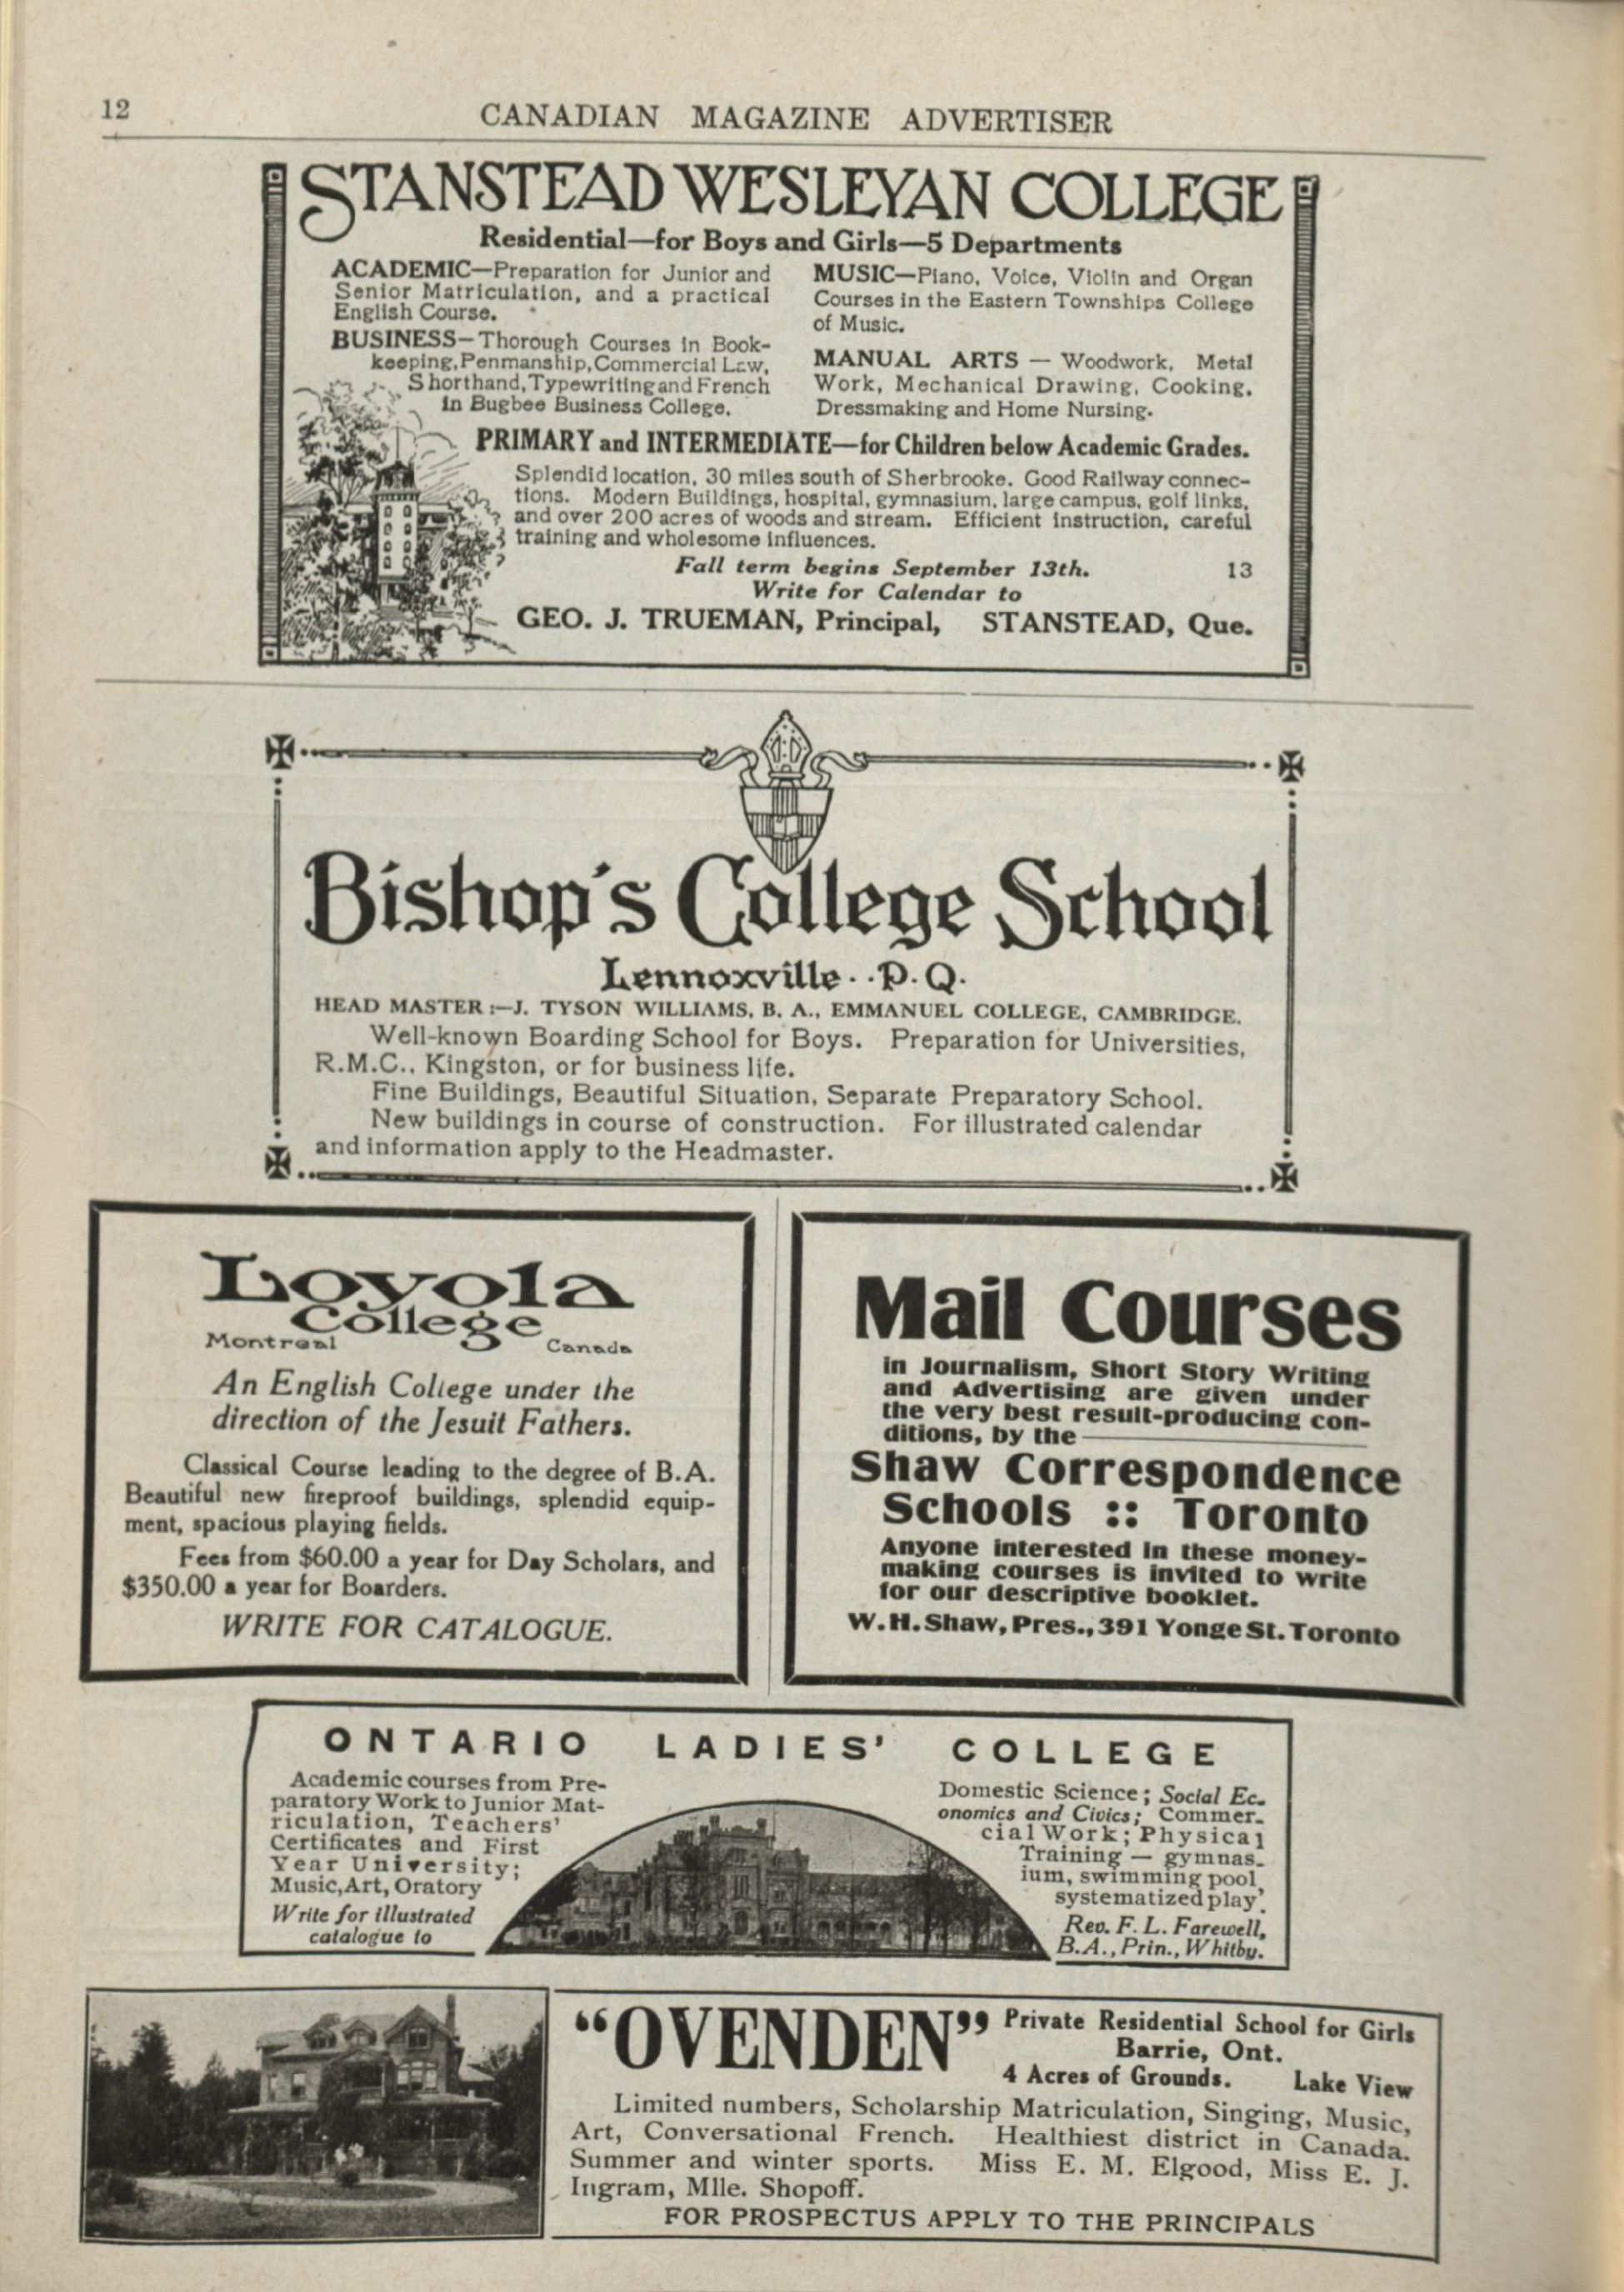 12
CANADIAN MAGAZINE ADVERTISER
STANSTEAD WESLEYAN COLLEGE
Residential—for Boys and Girls—5 Departments
ACADEMIC—Preparation for Junior and
Senior Matriculation, and a practical
English Course.
BUSINESS—Thorough Courses in Book-
keeping, Penmanship, Commercial Law,
Shorthand, Typewriting and French
in Bugbee Business College.
MUSIC—Piano, Voice, Violin and Organ
Courses in the Eastern Townships College
of Music.
MANUAL ARTS — Woodwork, Metal
Work, Mechanical Drawing, Cooking,
Dressmaking and Home Nursing.
PRIMARY and INTERMEDIATE—for Children below Academic Grades.
Splendid location, 30 miles south of Sherbrooke. Good Railway connec-
tions. Modern Buildings, hospital, gymnasium, large campus, golf links,
and over 200 acres of woods and stream. Efficient instruction, careful
training and wholesome influences.
Fall term begins September 13th. 13
Write for Calendar to
GEO. J. TRUEMAN, Principal, STANSTEAD, Que.
Bishop's College School
Lennoxville . . P. Q.
HEAD MASTER :—J. TYSON WILLIAMS, B. A., EMMANUEL COLLEGE, CAMBRIDGE.
Well-known Boarding School for Boys. Preparation for Universities,
R.M.C., Kingston, or for business life.
Fine Buildings, Beautiful Situation, Separate Preparatory School.
New buildings in course of construction. For illustrated calendar
and information apply to the Headmaster.
Loyola
College
Montreal Canada
An English College under the
direction of the Jesuit Fathers.
Classical Course leading to the degree of B.A.
Beautiful new fireproof buildings, splendid equip-
ment, spacious playing fields.
Fees from $60.00 a year for Day Scholars, and
$350.00 a year for Boarders.
WRITE FOR CATALOGUE.
Mail Courses
in Journalism, Short Story Writing
and Advertising are given under
the very best result-producing con-
ditions, by the
Shaw Correspondence
Schools :: Toronto
Anyone interested in these money-
making courses is invited to write
for our descriptive booklet.
W. H. Shaw, Pres., 391 Yonge St. Toronto
ONTARIO LADIES' COLLEGE
Academic courses from Pre-
paratory Work to Junior Mat-
riculation, Teachers'
Certificates and First
Year University;
Music, Art, Oratory
Write for illustrated
catalogue to
Domestic Science; Social Ec-
onomics and Civics; Commer-
cial Work; Physical
Training — gymnas-
ium, swimming pool,
systematized play.
Rev. F. L. Farewell,
B.A., Prin., Whitby.
"OVENDEN" Private Residential School for Girls
Barrie, Ont.
4 Acres of Grounds. Lake View
Limited numbers, Scholarship Matriculation, Singing, Music,
Art, Conversational French. Healthiest district in Canada.
Summer and winter sports. Miss E. M. Elgood, Miss E. J.
Ingram, Mlle. Shopoff.
FOR PROSPECTUS APPLY TO THE PRINCIPALS